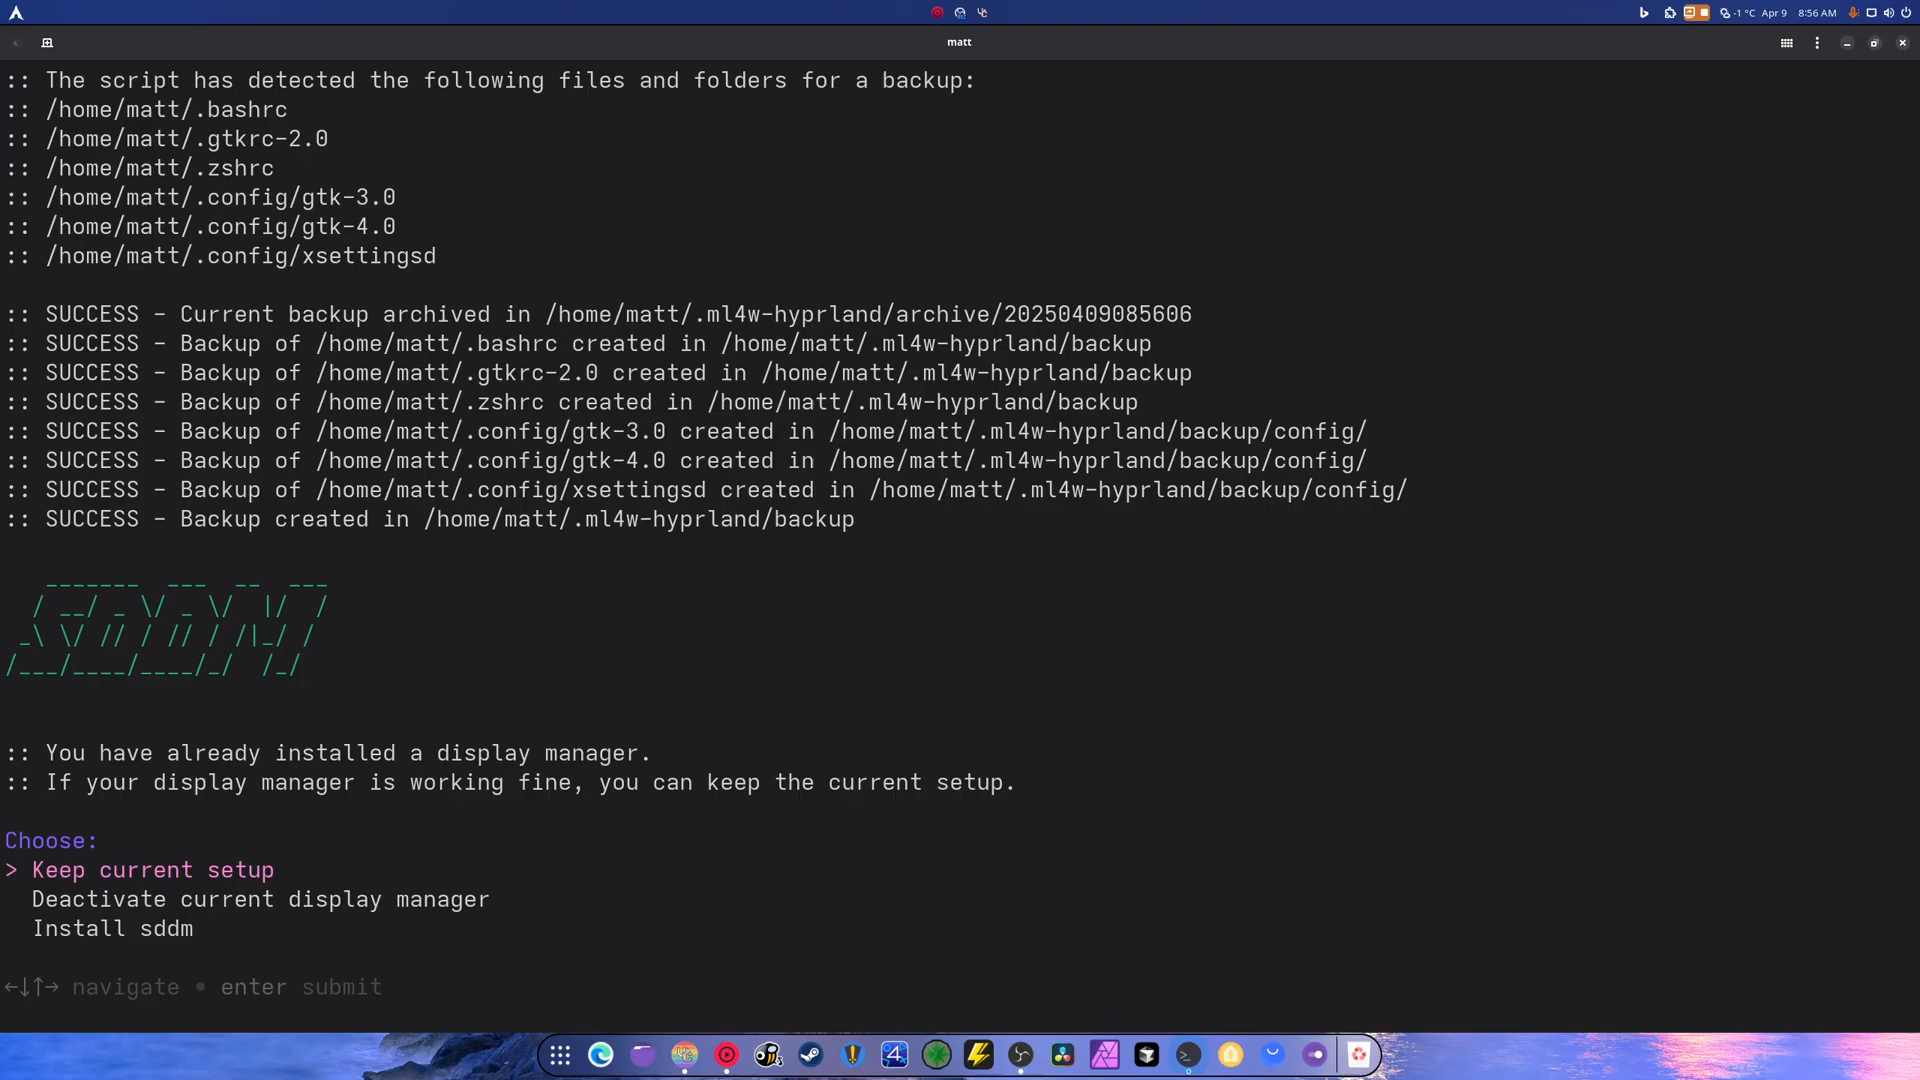 -1 °C Apr 9 8:56 AM
matt
:: The script has detected the following files and folders for a backup:
:: /home/matt/.bashrc
:: /home/matt/.gtkrc-2.0
:: /home/matt/.zshrc
:: /home/matt/.config/gtk-3.0
:: /home/matt/.config/gtk-4.0
:: /home/matt/.config/xsettingsd
:: SUCCESS - Current backup archived in /home/matt/.ml4w-hyprland/archive/20250409085606
:: SUCCESS - Backup of /home/matt/.bashrc created in /home/matt/.ml4w-hyprland/backup
:: SUCCESS - Backup of /home/matt/.gtkrc-2.0 created in /home/matt/.ml4w-hyprland/backup
:: SUCCESS - Backup of /home/matt/.zshrc created in /home/matt/.ml4w-hyprland/backup
:: SUCCESS - Backup of /home/matt/.config/gtk-3.0 created in /home/matt/.ml4w-hyprland/backup/config/
:: SUCCESS - Backup of /home/matt/.config/gtk-4.0 created in /home/matt/.ml4w-hyprland/backup/config/
:: SUCCESS - Backup of /home/matt/.config/xsettingsd created in /home/matt/.ml4w-hyprland/backup/config/
:: SUCCESS - Backup created in /home/matt/.ml4w-hyprland/backup
SDDM
:: You have already installed a display manager.
:: If your display manager is working fine, you can keep the current setup.
Choose:
> Keep current setup
Deactivate current display manager
Install sddm
←↓↑→ navigate • enter submit